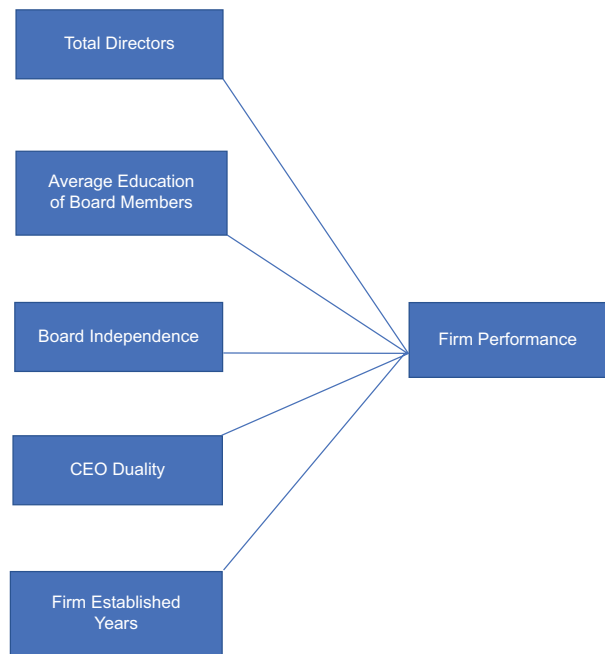 Total Directors
Average Education
of Board Members
Board Independence
Firm Performance
CEO Duality
Firm Established
Years